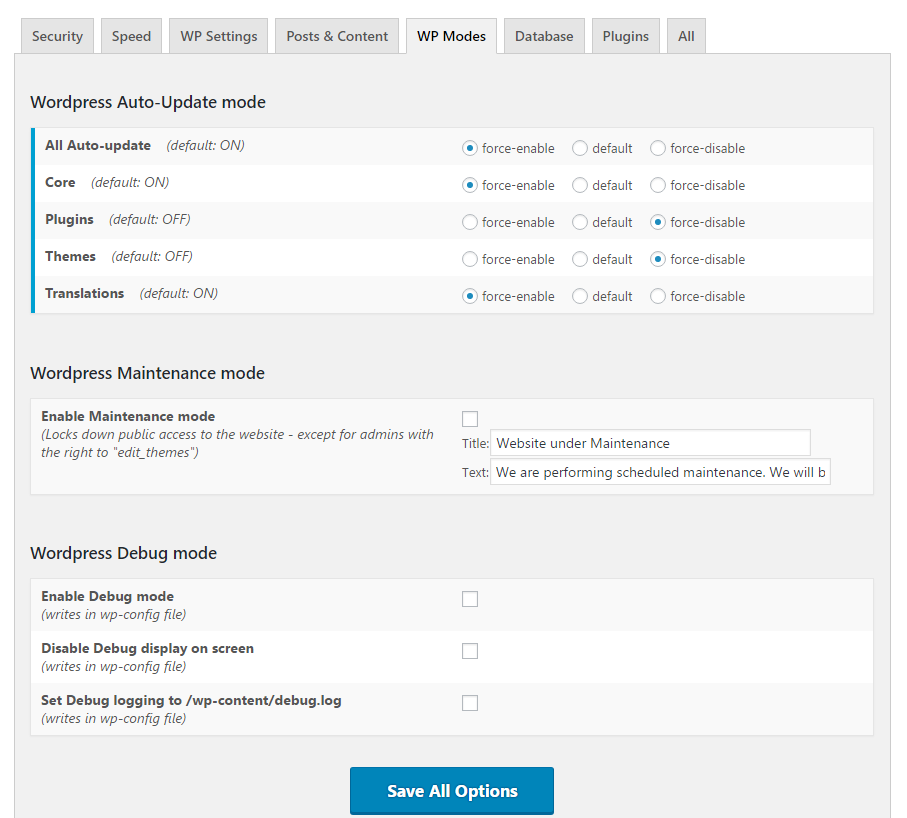 Security Speed WP Settings Posts & Content WP Modes Database Plugins All
Wordpress Auto-Update mode
All Auto-update (default: ON) force-enable default force-disable
Core (default: ON) force-enable default force-disable
Plugins (default: OFF) force-enable default force-disable
Themes (default: OFF) force-enable default force-disable
Translations (default: ON) force-enable default force-disable
Wordpress Maintenance mode
Enable Maintenance mode
(Locks down public access to the website - except for admins with
the right to "edit_themes")
Title: Website under Maintenance
Text: We are performing scheduled maintenance. We will b
Wordpress Debug mode
Enable Debug mode
(writes in wp-config file)
Disable Debug display on screen
(writes in wp-config file)
Set Debug logging to /wp-content/debug.log
(writes in wp-config file)
Save All Options